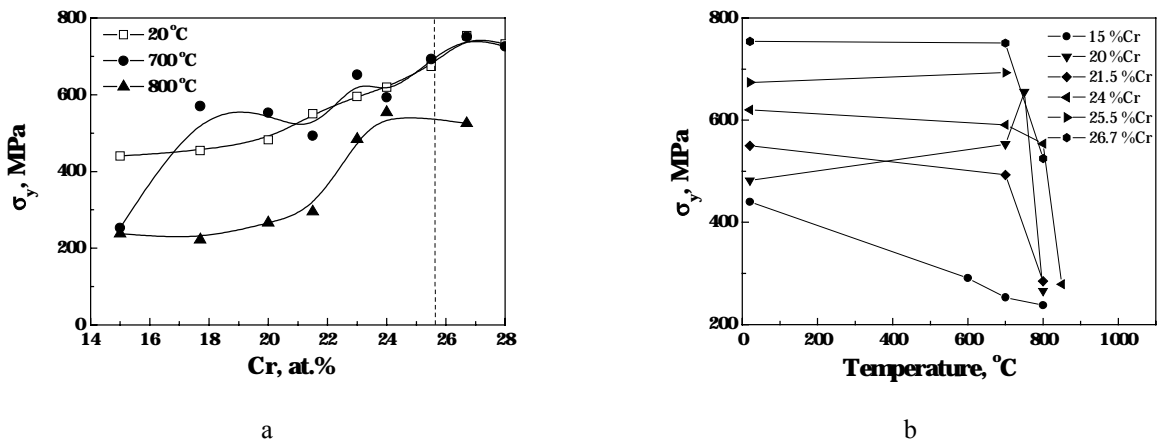 800
600
400
200
0
σy, MPa
20 °C
700 °C
800 °C
14 16 18 20 22 24 26 28
Cr, at.%
a
800
600
400
200
σy, MPa
15 %Cr
20 %Cr
21.5 %Cr
24 %Cr
25.5 %Cr
26.7 %Cr
0 200 400 600 800 1000
Temperature, °C
b